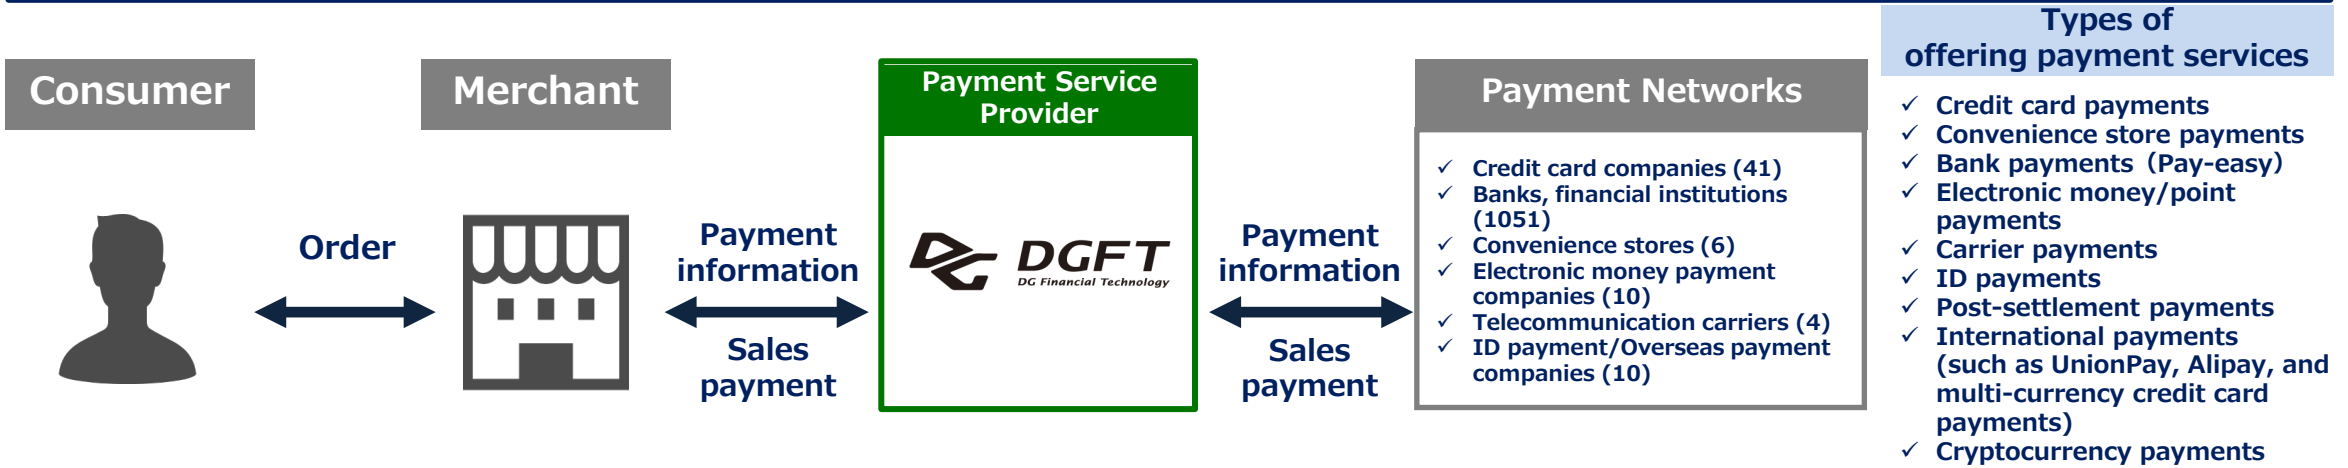 Consumer
Order
Merchant
Payment
information
Sales
payment
Payment Service
Provider
DGFT
DG Financial Technology
Payment
information
Sales
payment
Payment Networks
✓ Credit card companies (41)
✓ Banks, financial institutions
(1051)
✓ Convenience stores (6)
✓ Electronic money payment
companies (10)
✓ Telecommunication carriers (4)
✓ ID payment/Overseas payment
companies (10)
Types of
offering payment services
✓ Credit card payments
✓ Convenience store payments
✓ Bank payments（Pay-easy）
✓ Electronic money/point
payments
✓ Carrier payments
✓ ID payments
✓ Post-settlement payments
✓ International payments
(such as UnionPay, Alipay, and
multi-currency credit card
payments)
✓ Cryptocurrency payments